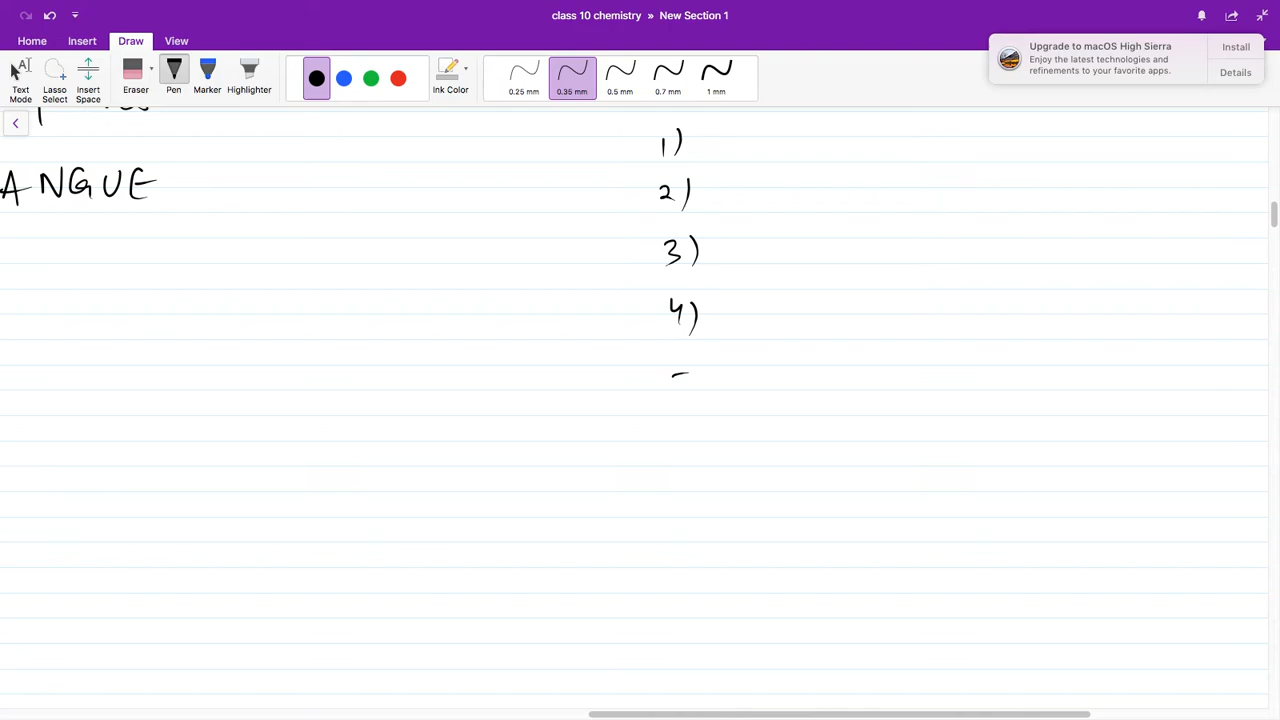 class 10 chemistry » New Section 1
Home Insert Draw View
Upgrade to macOS High Sierra
Enjoy the latest technologies and
refinements to your favorite apps.
Install
Details
Text
Mode
Lasso
Select
Insert
Space
Eraser
Pen
Marker
Highlighter
Ink Color
0.25 mm
0.35 mm
0.5 mm
0.7 mm
1 mm
ANGUE
1)
2)
3)
4)